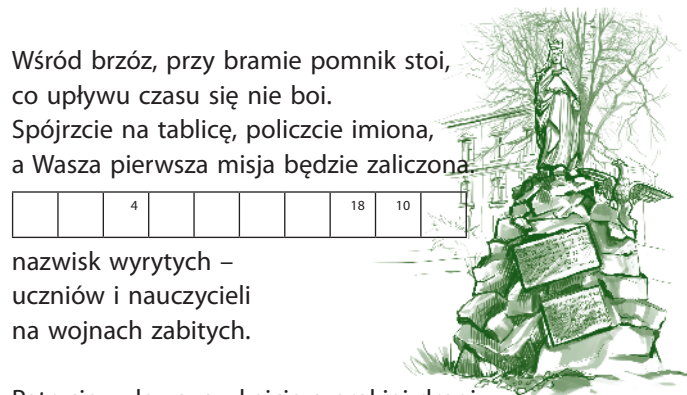 Wśród brzóz, przy bramie pomnik stoi,
co upływu czasu się nie boi.
Spójrzcie na tablicę, policzcie imiona,
a Wasza pierwsza misja będzie zaliczona.
4 18 10
nazwisk wyrytych –
uczniów i nauczycieli
na wojnach zabitych.